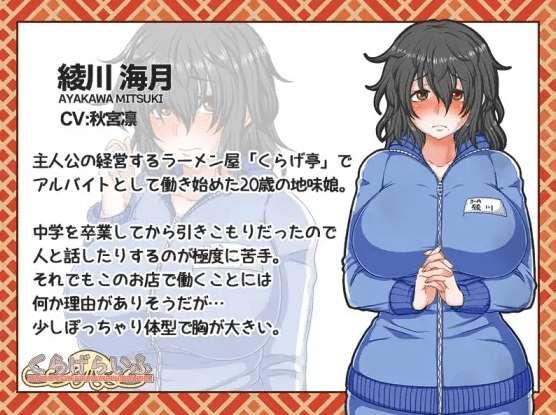 綾川 海月
AYAKAWA MITSUKI
CV:秋宮凛
主人公の経営するラーメン屋「くらげ亭」で
アルバイトとして働き始めた20歳の地味娘。
中学を卒業してから引きこもりだったので
人と話したりするのが極度に苦手。
それでもこのお店で働くことには
何か理由がありそうだが…
少しぽっちゃり体型で胸が大きい。
綾川
くらげらいふ